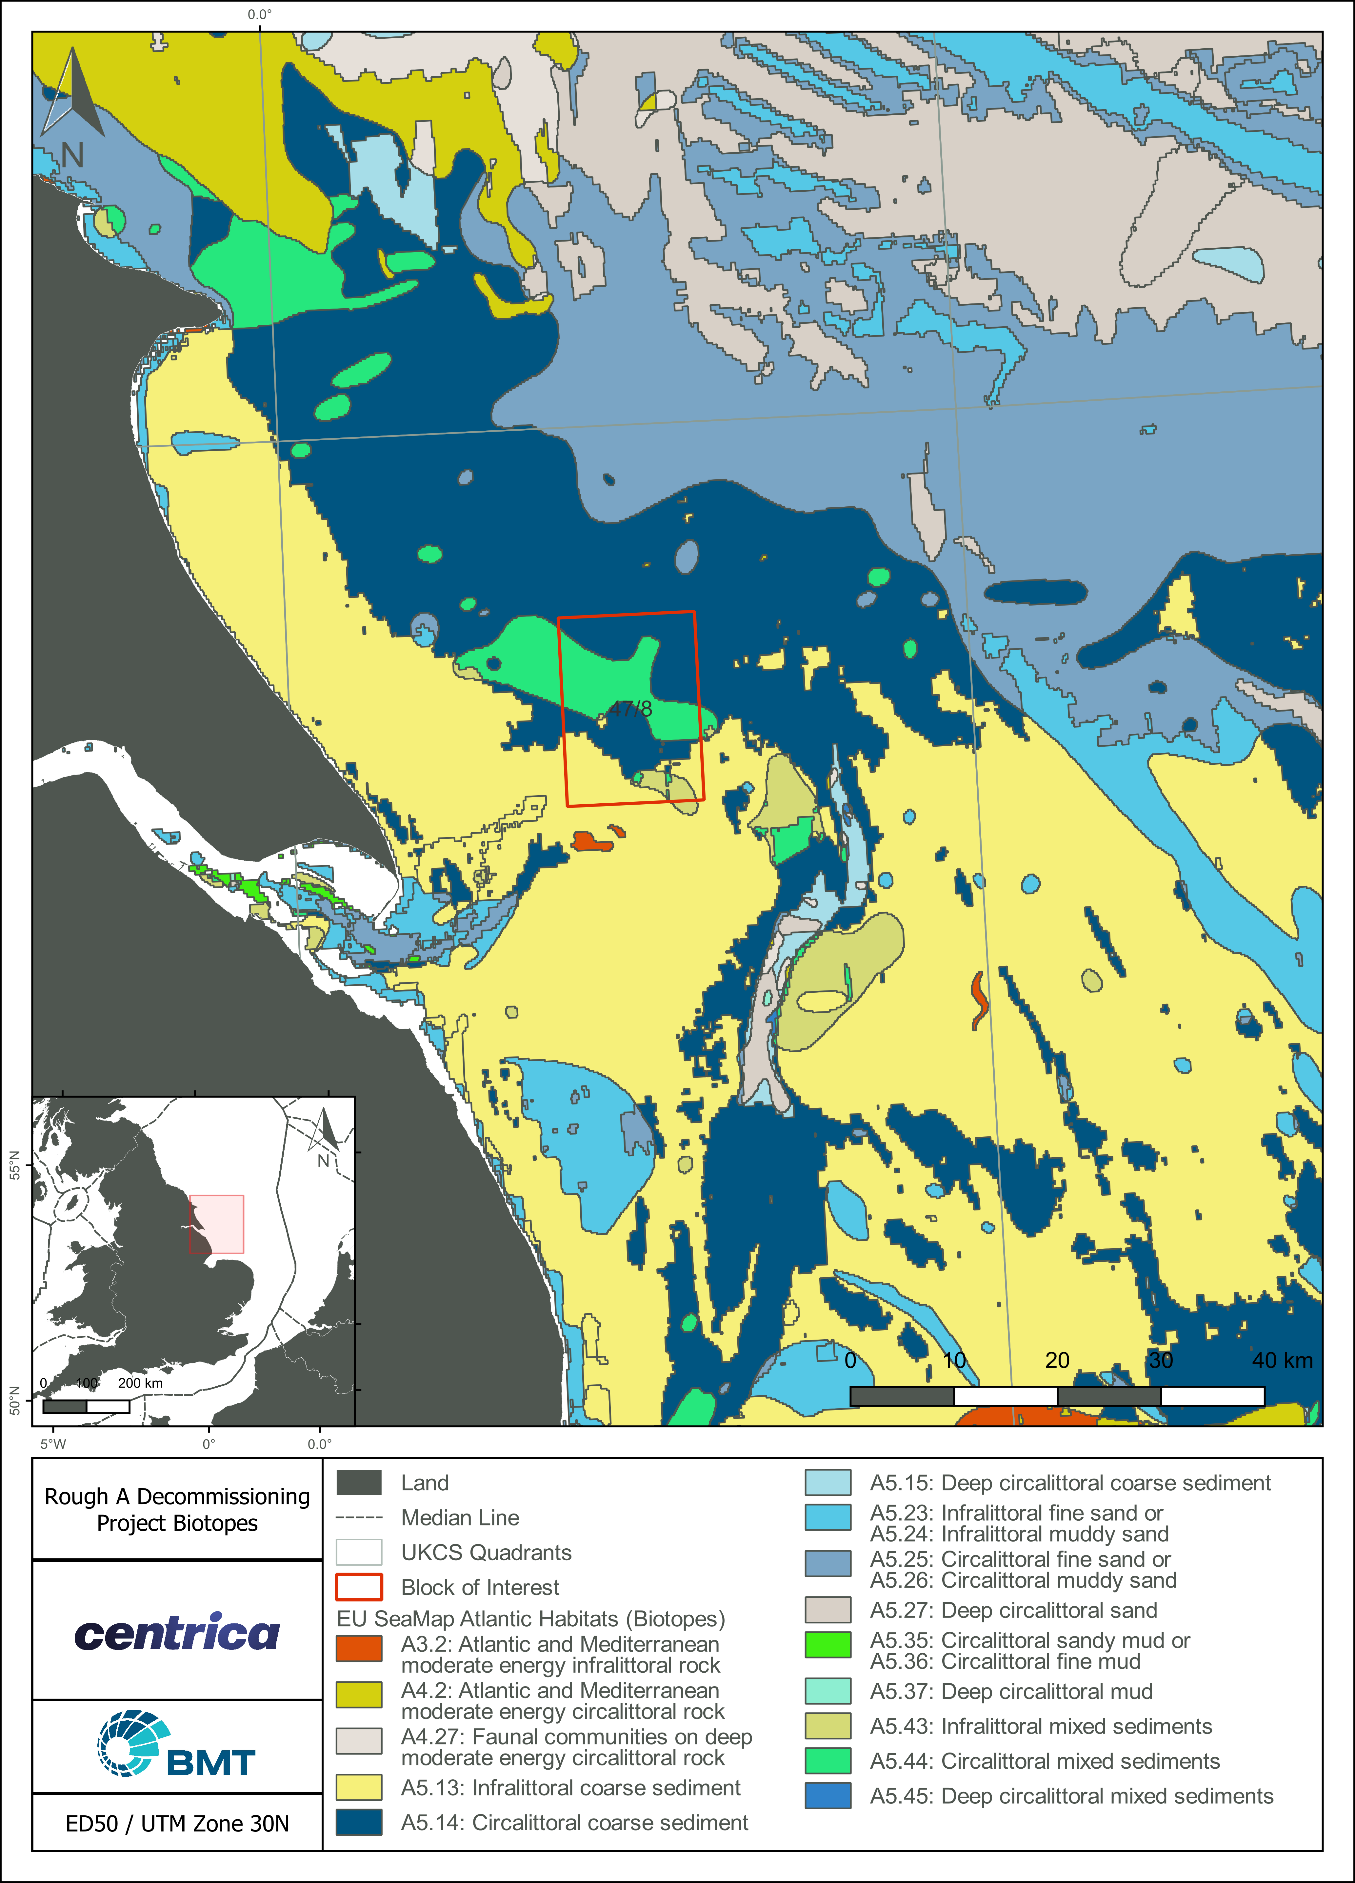 0.0°
N
47/8
0 10 20 30 40 km
N
55°N
50°N
0 100 200 km
5°W 0° 0.0°
Rough A Decommissioning
Project Biotopes
centrica
BMT
ED50 / UTM Zone 30N
Land
Median Line
UKCS Quadrants
Block of Interest
EU SeaMap Atlantic Habitats (Biotopes)
A3.2: Atlantic and Mediterranean
moderate energy infralittoral rock
A4.2: Atlantic and Mediterranean
moderate energy circalittoral rock
A4.27: Faunal communities on deep
moderate energy circalittoral rock
A5.13: Infralittoral coarse sediment
A5.14: Circalittoral coarse sediment
A5.15: Deep circalittoral coarse sediment
A5.23: Infralittoral fine sand or
A5.24: Infralittoral muddy sand
A5.25: Circalittoral fine sand or
A5.26: Circalittoral muddy sand
A5.27: Deep circalittoral sand
A5.35: Circalittoral sandy mud or
A5.36: Circalittoral fine mud
A5.37: Deep circalittoral mud
A5.43: Infralittoral mixed sediments
A5.44: Circalittoral mixed sediments
A5.45: Deep circalittoral mixed sediments